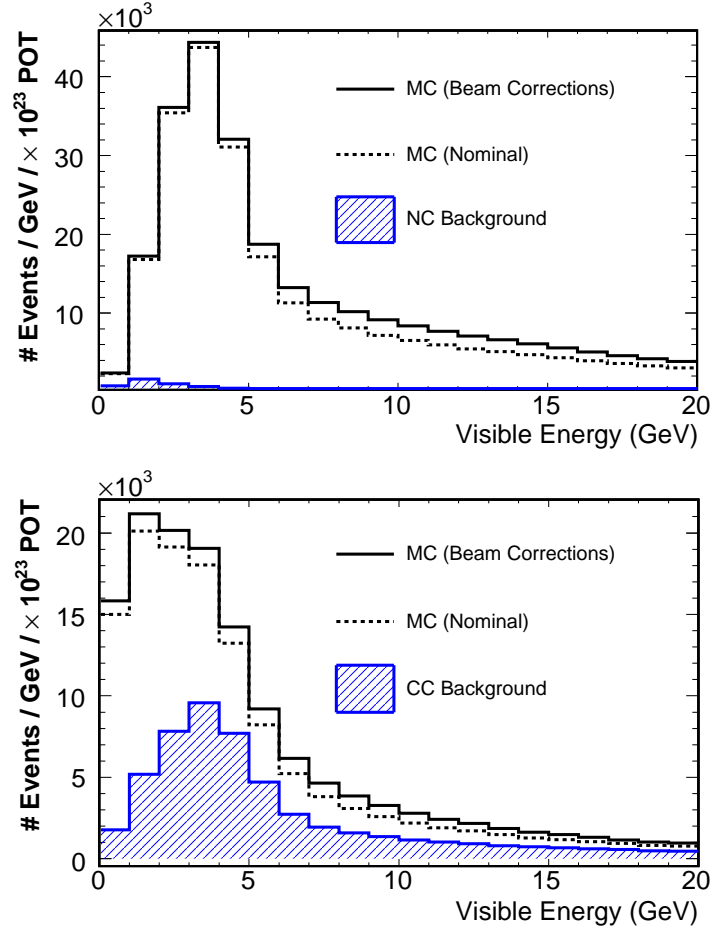 ×10³
# Events / GeV / × 10²³ POT
40
30
20
10
MC (Beam Corrections)
MC (Nominal)
NC Background
0 5 10 15 20
Visible Energy (GeV)
×10³
# Events / GeV / × 10²³ POT
20
15
10
5
0
MC (Beam Corrections)
MC (Nominal)
CC Background
0 5 10 15 20
Visible Energy (GeV)